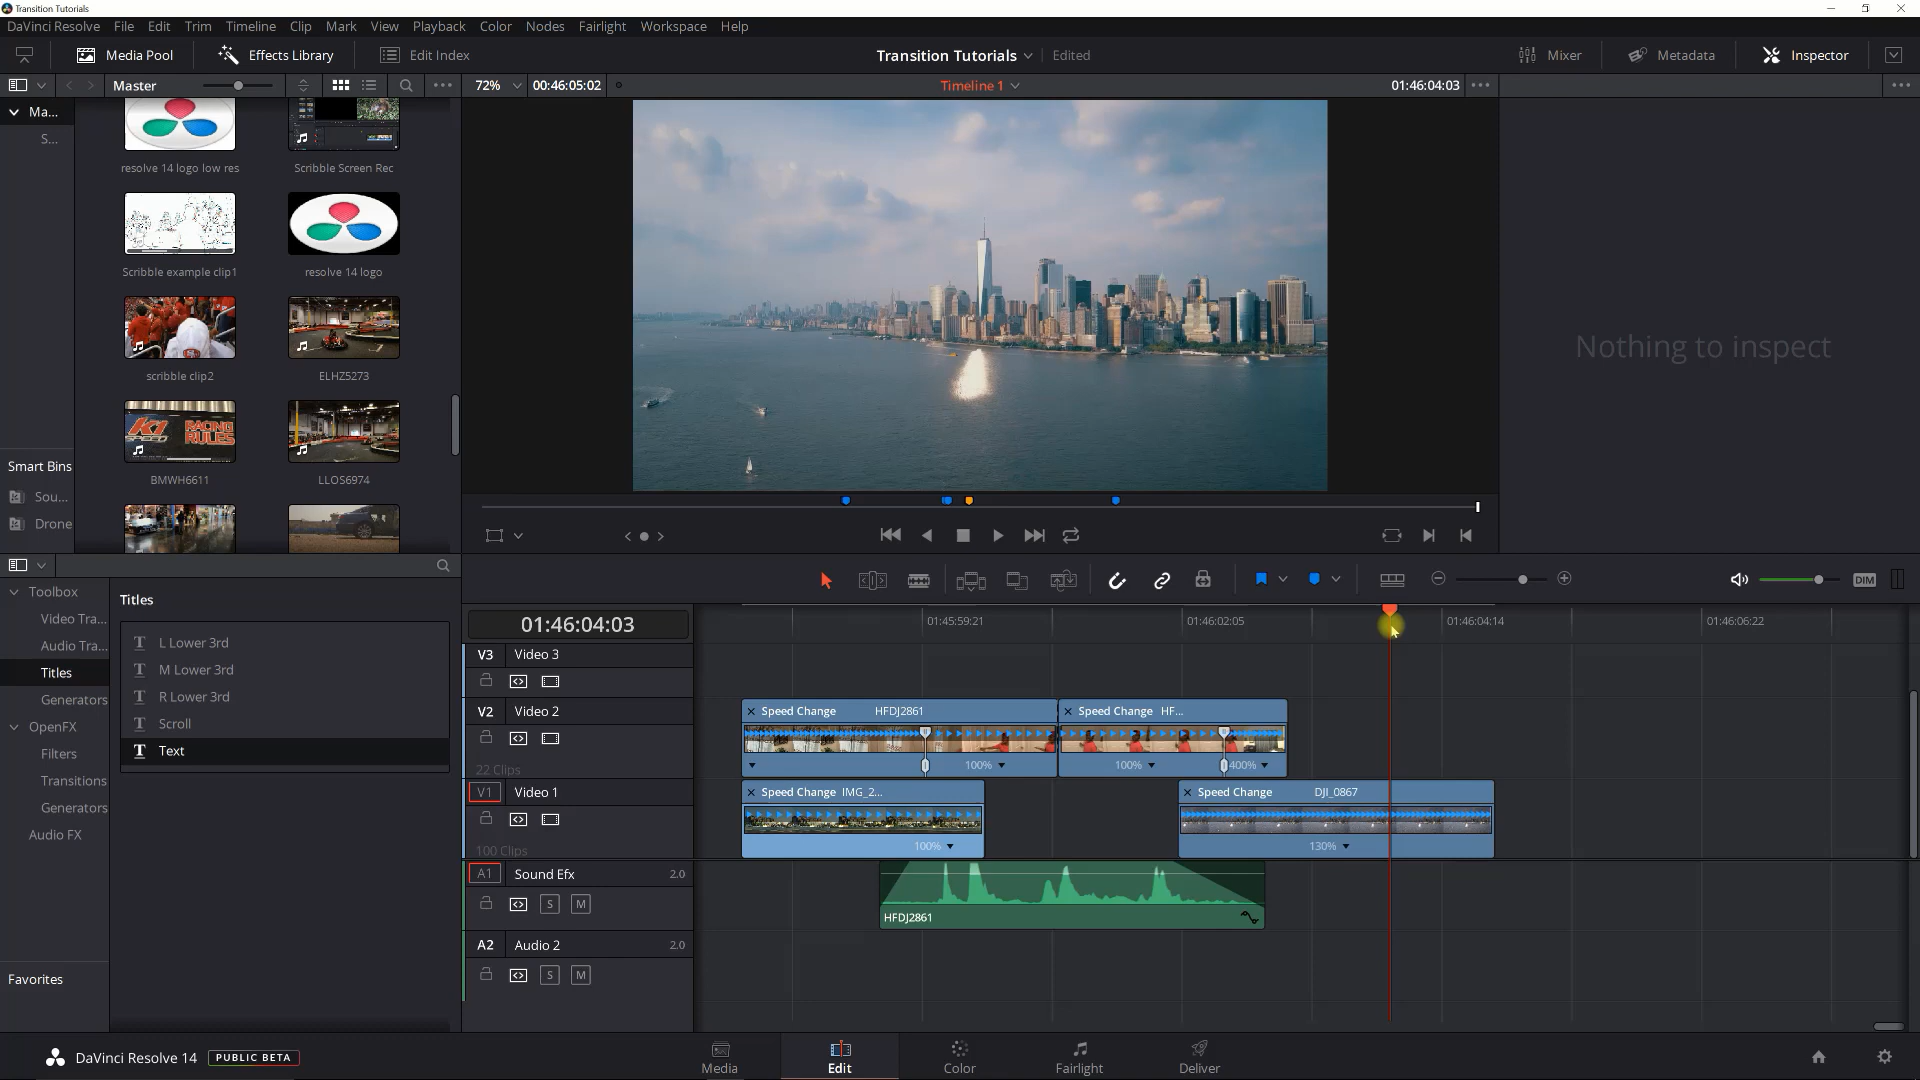 Transition Tutorials
DaVinci Resolve File Edit Trim Timeline Clip Mark View Playback Color Nodes Fairlight Workspace Help
Media Pool Effects Library Edit Index Transition Tutorials Edited Mixer Metadata Inspector
Master 72% 00:46:05:02 Timeline 1 01:46:04:03
Ma...
S...
resolve 14 logo low res Scribble Screen Rec
Scribble example clip1 resolve 14 logo
scribble clip2 ELHZ5273
K1 SPEED RACING RULES
BMWH6611 LLOS6974
Smart Bins
Sou...
Drone
Nothing to inspect
Toolbox
Video Tra...
Audio Tra...
Titles
Generators
OpenFX
Filters
Transitions
Generators
Audio FX
Favorites
Titles
L Lower 3rd
M Lower 3rd
R Lower 3rd
Scroll
Text
DIM
01:46:04:03 01:45:59:21 01:46:02:05 01:46:04:14 01:46:06:22
V3 Video 3
V2 Video 2 Speed Change HFDJ2861 Speed Change HF...
22 Clips 100% 100% 400%
V1 Video 1 Speed Change IMG_2... Speed Change DJI_0867
100 Clips 100% 130%
A1 Sound Efx 2.0
S M
HFDJ2861
A2 Audio 2 2.0
S M
DaVinci Resolve 14 PUBLIC BETA
Media Edit Color Fairlight Deliver